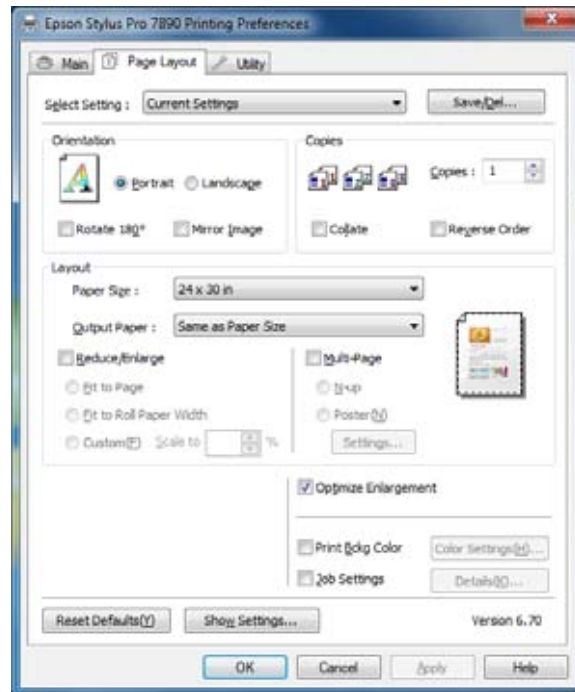 Epson Stylus Pro 7890 Printing Preferences
Main Page Layout Utility
Select Setting : Current Settings Save/Del...
Orientation
Portrait Landscape
Rotate 180° Mirror Image
Copies
Copies : 1
Collate Reverse Order
Layout
Paper Size : 24 x 30 in
Output Paper : Same as Paper Size
Reduce/Enlarge
Fit to Page
Fit to Roll Paper Width
Custom(F) Scale to %
Multi-Page
N-up
Poster(N)
Settings...
Optimize Enlargement
Print Bckg Color Color Settings(H)...
Job Settings Details(K)...
Reset Defaults(Y) Show Settings... Version 6.70
OK Cancel Apply Help